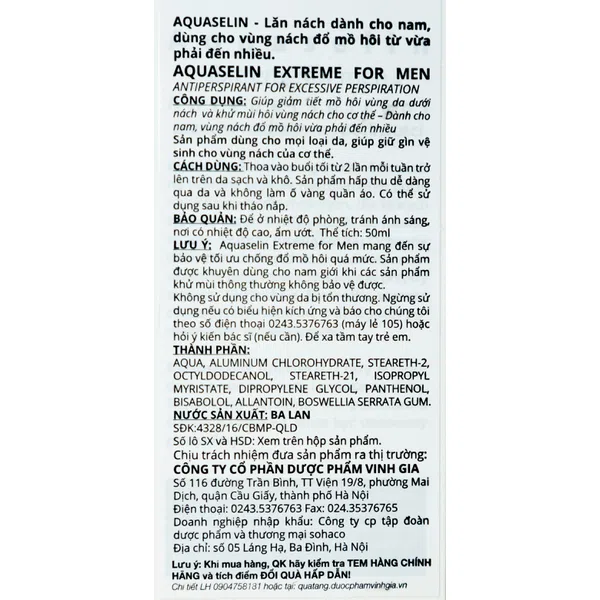 AQUASELIN - Lăn nách dành cho nam,
dùng cho vùng nách đổ mồ hôi từ vừa
phải đến nhiều.
AQUASELIN EXTREME FOR MEN
ANTIPERSPIRANT FOR EXCESSIVE PERSPIRATION
CÔNG DỤNG: Giúp giảm tiết mồ hôi vùng da dưới
nách và khử mùi hôi vùng nách cho cơ thể – Dành cho
nam, vùng nách đổ mồ hôi vừa phải đến nhiều
Sản phẩm dùng cho mọi loại da, giúp giữ gìn vệ
sinh cho vùng nách của cơ thể.
CÁCH DÙNG: Thoa vào buổi tối từ 2 lần mỗi tuần trở
lên trên da sạch và khô. Sản phẩm hấp thu dễ dàng
qua da và không làm ố vàng quần áo. Có thể sử
dụng sau khi tháo nắp.
BẢO QUẢN: Để ở nhiệt độ phòng, tránh ánh sáng,
nơi có nhiệt độ cao, ẩm ướt. Thể tích: 50ml
LƯU Ý: Aquaselin Extreme for Men mang đến sự
bảo vệ tối ưu chống đổ mồ hôi quá mức. Sản phẩm
được khuyên dùng cho nam giới khi các sản phẩm
khử mùi thông thường không bảo vệ được.
Không sử dụng cho vùng da bị tổn thương. Ngừng sử
dụng nếu có biểu hiện kích ứng và báo cho chúng tôi
theo số điện thoại 0243.5376763 (máy lẻ 105) hoặc
hỏi ý kiến bác sĩ (nếu cần). Để xa tầm tay trẻ em.
THÀNH PHẦN:
AQUA, ALUMINUM CHLOROHYDRATE, STEARETH-2,
OCTYLDODECANOL, STEARETH-21, ISOPROPYL
MYRISTATE, DIPROPYLENE GLYCOL, PANTHENOL,
BISABOLOL, ALLANTOIN, BOSWELLIA SERRATA GUM.
NƯỚC SẢN XUẤT: BA LAN
SĐK:4328/16/CBMP-QLD
Số lô SX và HSD: Xem trên hộp sản phẩm.
Chịu trách nhiệm đưa sản phẩm ra thị trường:
CÔNG TY CỔ PHẦN DƯỢC PHẨM VINH GIA
Số 116 đường Trần Bình, TT Viện 19/8, phường Mai
Dịch, quận Cầu Giấy, thành phố Hà Nội
Điện thoại: 0243.5376763 Fax: 024.35376765
Doanh nghiệp nhập khẩu: Công ty cp tập đoàn
dược phẩm và thương mại sohaco
Địa chỉ: số 05 Láng Hạ, Ba Đình, Hà Nội
Lưu ý: Khi mua hàng, QK hãy kiểm tra TEM HÀNG CHÍNH
HÃNG và tích điểm ĐỔI QUÀ HẤP DẪN!
Chi tiết LH 0904758131 hoặc : quatang.duocphamvinhgia.vn